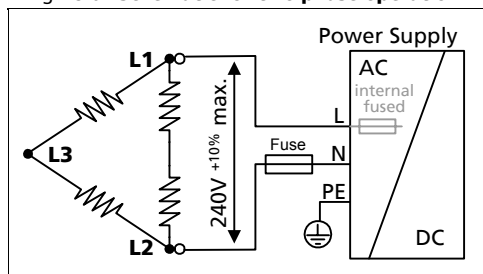 Power Supply
L1
AC
internal
fused
L
L3
240V +10% max.
Fuse
N
PE
L2
DC